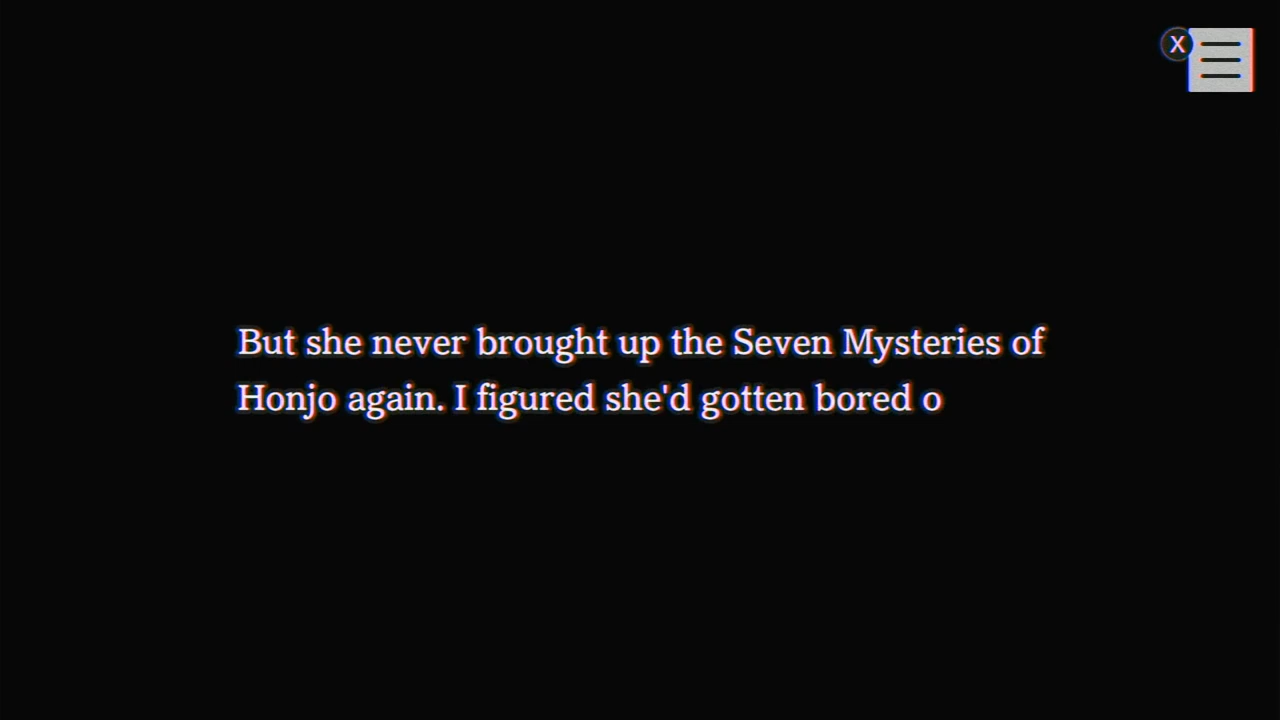 X
But she never brought up the Seven Mysteries of
Honjo again. I figured she'd gotten bored o